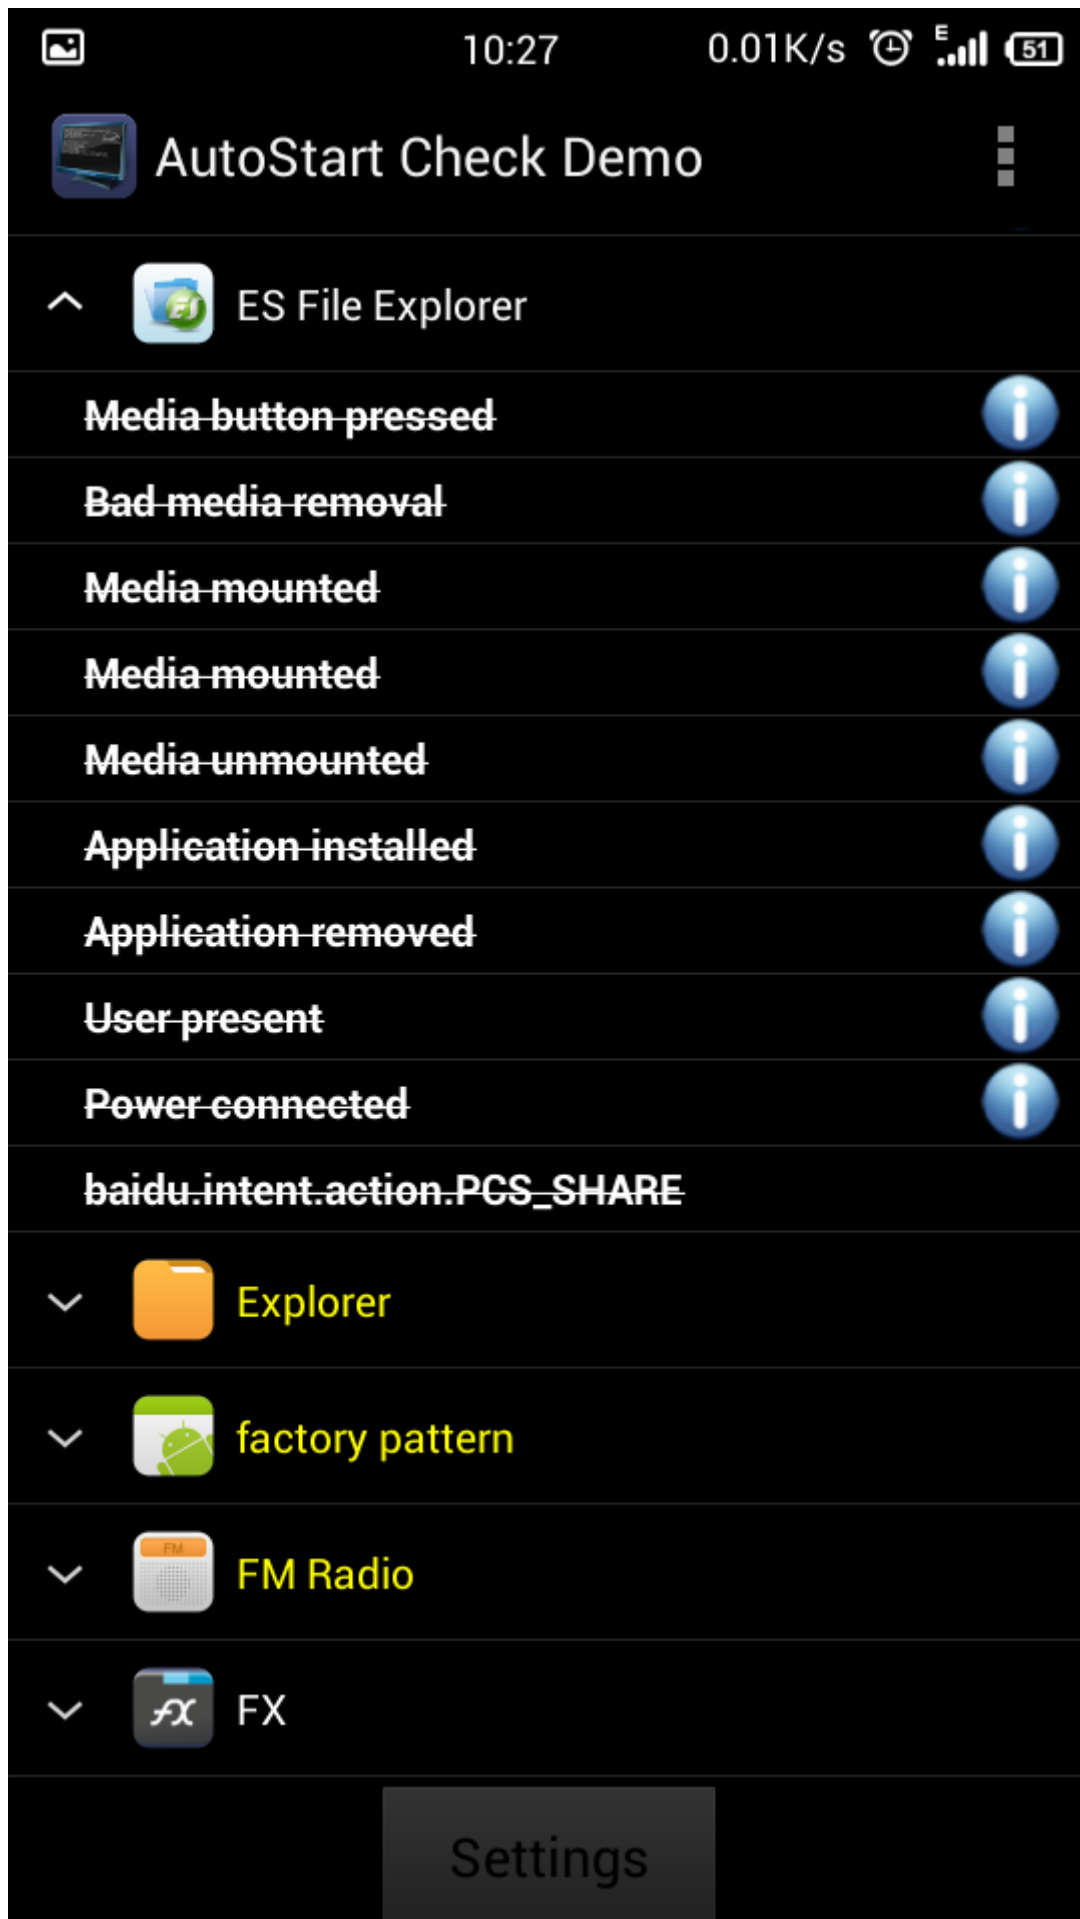 10:27 0.01K/s E 51
AutoStart Check Demo
ES File Explorer
Media button pressed
Bad media removal
Media mounted
Media mounted
Media unmounted
Application installed
Application removed
User present
Power connected
baidu.intent.action.PCS_SHARE
Explorer
factory pattern
FM
FM Radio
FX FX
Settings